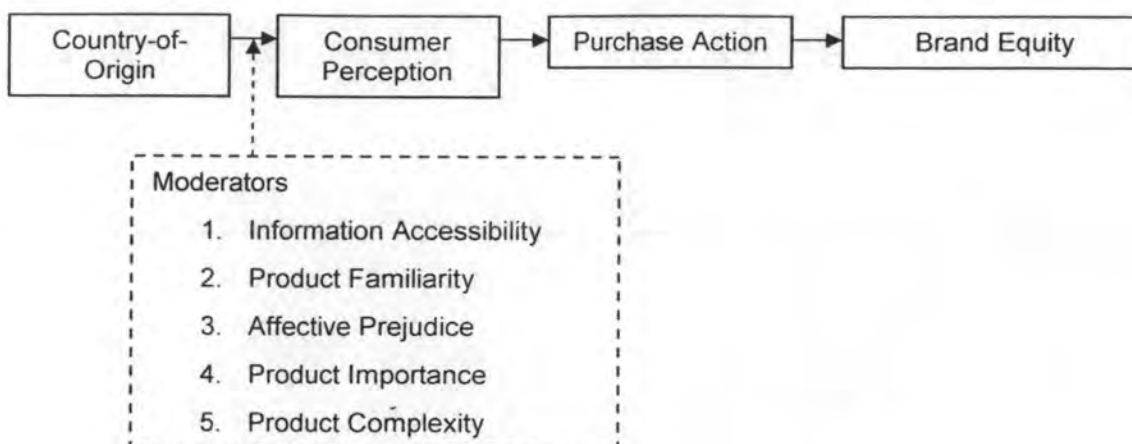 Country-of-
Origin
Consumer
Perception
Purchase Action
Brand Equity
Moderators
1. Information Accessibility
2. Product Familiarity
3. Affective Prejudice
4. Product Importance
5. Product Complexity